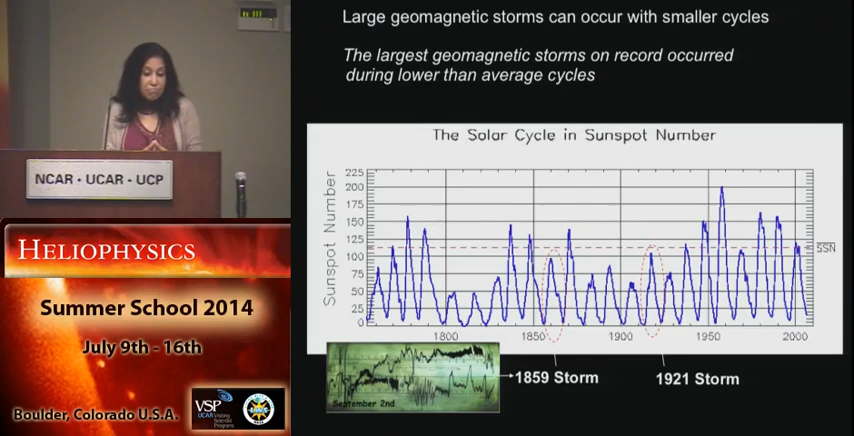 Large geomagnetic storms can occur with smaller cycles
The largest geomagnetic storms on record occurred
during lower than average cycles
NCAR • UCAR • UCP
HELIOPHYSICS
Summer School 2014
July 9th - 16th
Boulder, Colorado U.S.A.
VSP
UCAR Visiting
Scientist
Programs
The Solar Cycle in Sunspot Number
Sunspot Number
225
200
175
150
125
100
75
50
25
0
1800
1850
1900
1950
2000
SSN
September 2nd
1859 Storm
1921 Storm